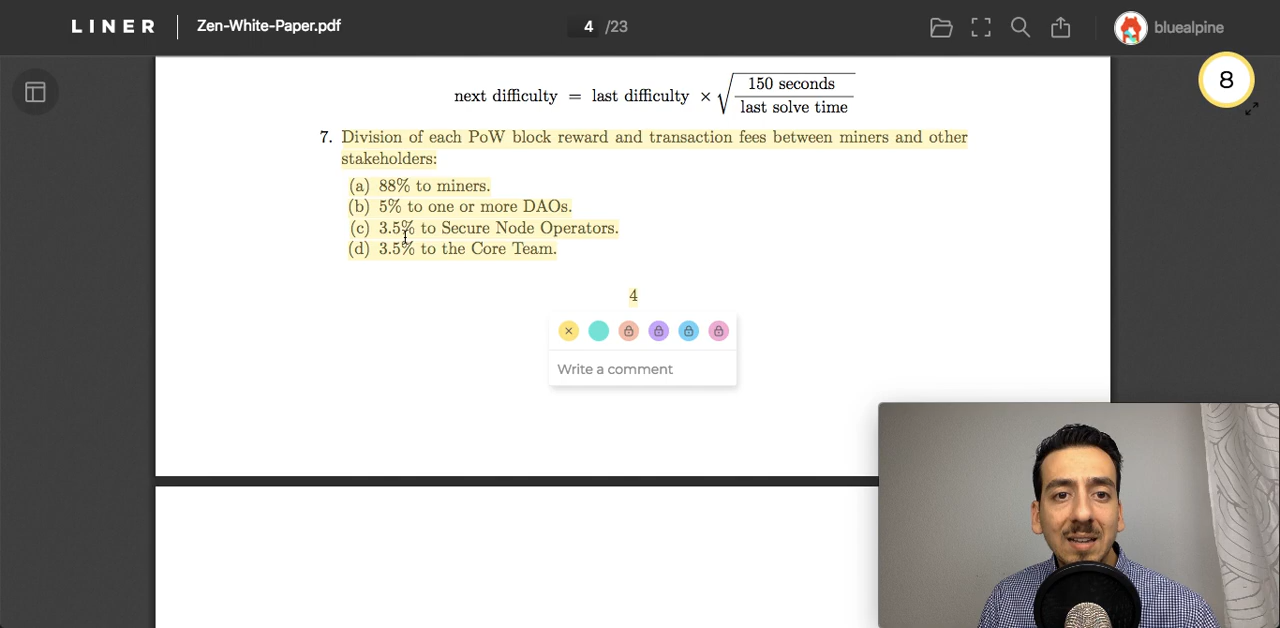 LINER Zen-White-Paper.pdf 4 /23 bluealpine
8
next difficulty = last difficulty × √ 150 seconds / last solve time
7. Division of each PoW block reward and transaction fees between miners and other
stakeholders:
(a) 88% to miners.
(b) 5% to one or more DAOs.
(c) 3.5% to Secure Node Operators.
(d) 3.5% to the Core Team.
4
Write a comment